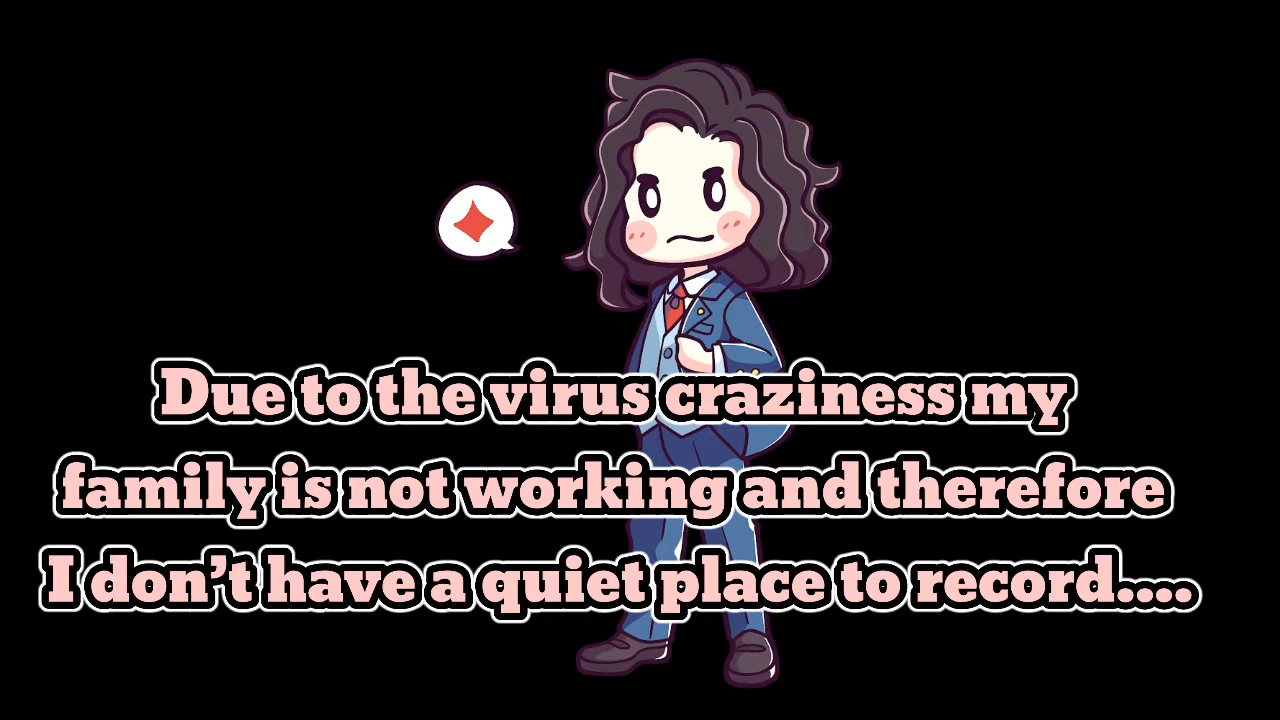 Due to the virus craziness my
family is not working and therefore
I don't have a quiet place to record....